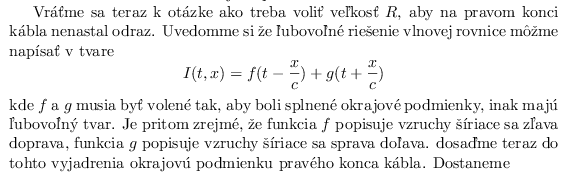 Vráťme sa teraz k otázke ako treba voliť veľkosť R, aby na pravom konci
kábla nenastal odraz. Uvedomme si že ľubovoľné riešenie vlnovej rovnice môžme
napísať v tvare
I(t, x) = f(t − x/c) + g(t + x/c)
kde f a g musia byť volené tak, aby boli splnené okrajové podmienky, inak majú
ľubovoľný tvar. Je pritom zrejmé, že funkcia f popisuje vzruchy šíriace sa zľava
doprava, funkcia g popisuje vzruchy šíriace sa sprava doľava. dosaďme teraz do
tohto vyjadrenia okrajovú podmienku pravého konca kábla. Dostaneme